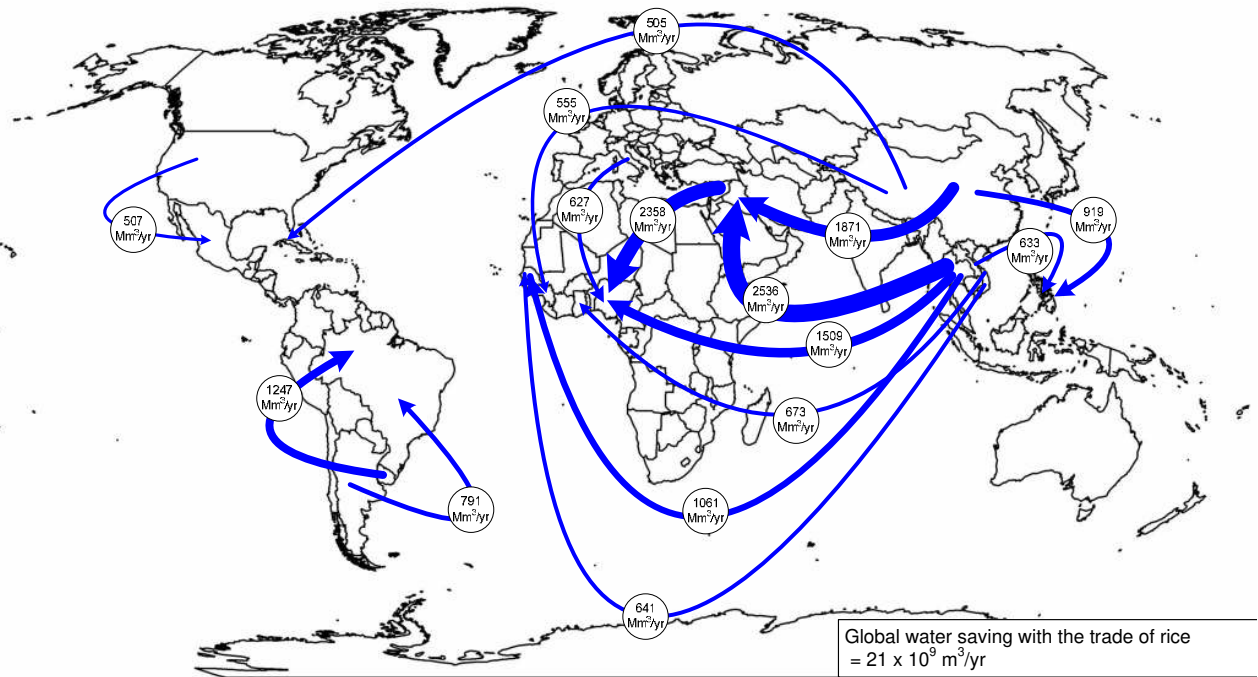 505
Mm³/yr
555
Mm³/yr
627
Mm³/yr
2358
Mm³/yr
507
Mm³/yr
1871
Mm³/yr
919
Mm³/yr
633
Mm³/yr
2536
Mm³/yr
1509
Mm³/yr
1247
Mm³/yr
673
Mm³/yr
791
Mm³/yr
1061
Mm³/yr
641
Mm³/yr
Global water saving with the trade of rice
= 21 x 10⁹ m³/yr